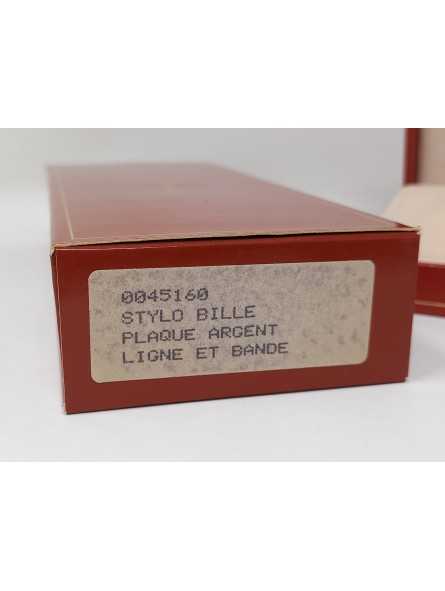 0045160
STYLO BILLE
PLAQUE ARGENT
LIGNE ET BANDE